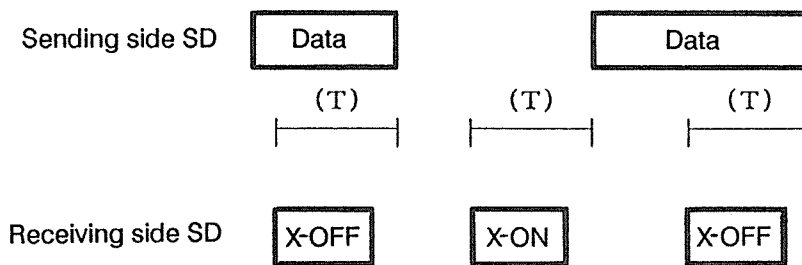 Sending side SD Data Data
(T) (T) (T)
Receiving side SD X-OFF X-ON X-OFF